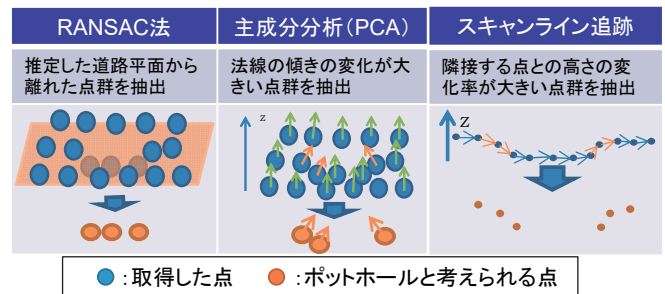 RANSAC法
主成分分析(PCA)
スキャンライン追跡
推定した道路平面から
離れた点群を抽出
法線の傾きの変化が大
きい点群を抽出
隣接する点との高さの変
化率が大きい点群を抽出
z
z
:取得した点
:ポットホールと考えられる点